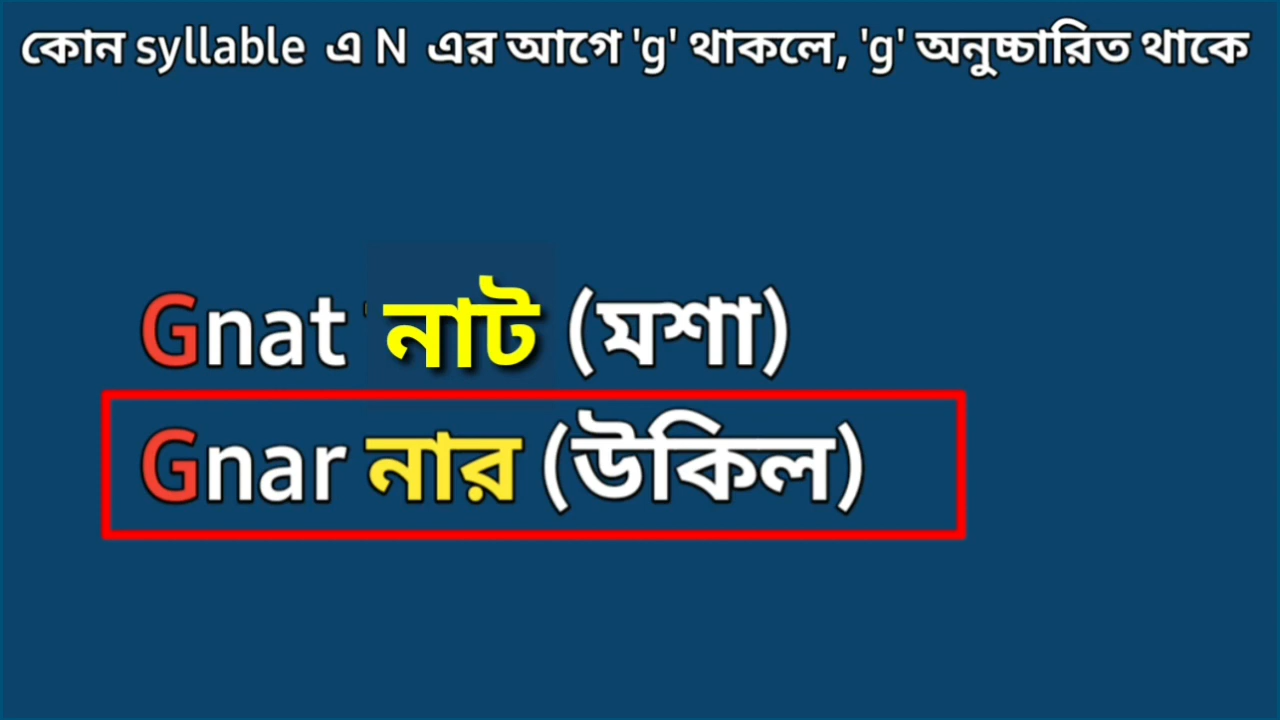 কোন syllable এ N এর আগে 'g' থাকলে, 'g' অনুচ্চারিত থাকে
Gnat নাট (মশা)
Gnar নার (উকিল)